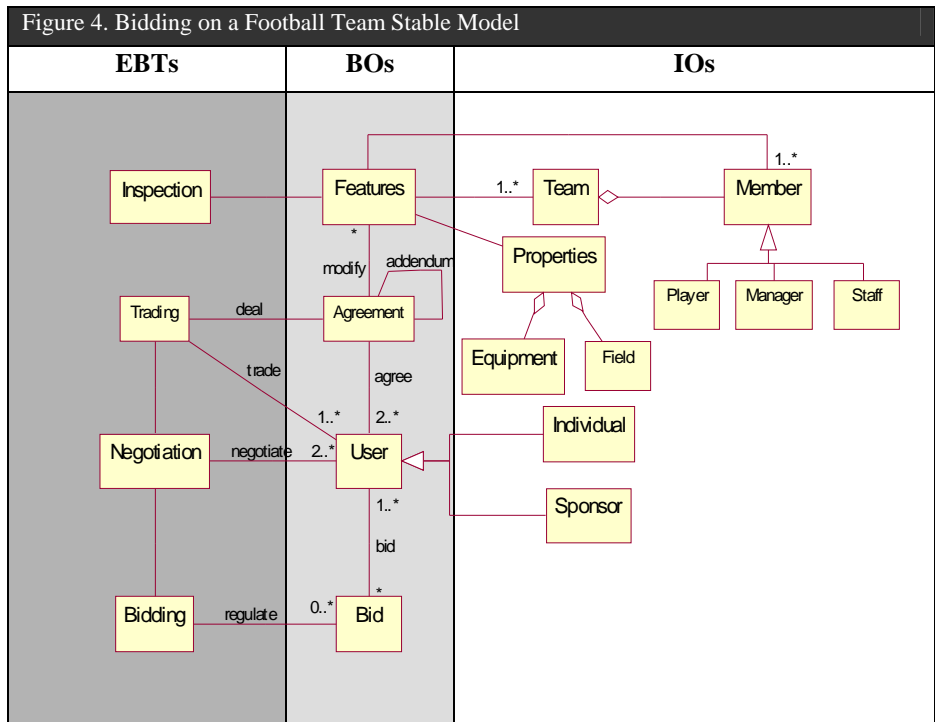 Figure 4. Bidding on a Football Team Stable Model
EBTs BOs IOs
1..*
Inspection Features 1..* Team Member
*
Properties
modify addendum
Player Manager Staff
Trading deal Agreement
Equipment Field
trade agree
1..* 2..*
Individual
Negotiation negotiate 2..* User
1..*
Sponsor
bid
*
Bidding regulate 0..* Bid